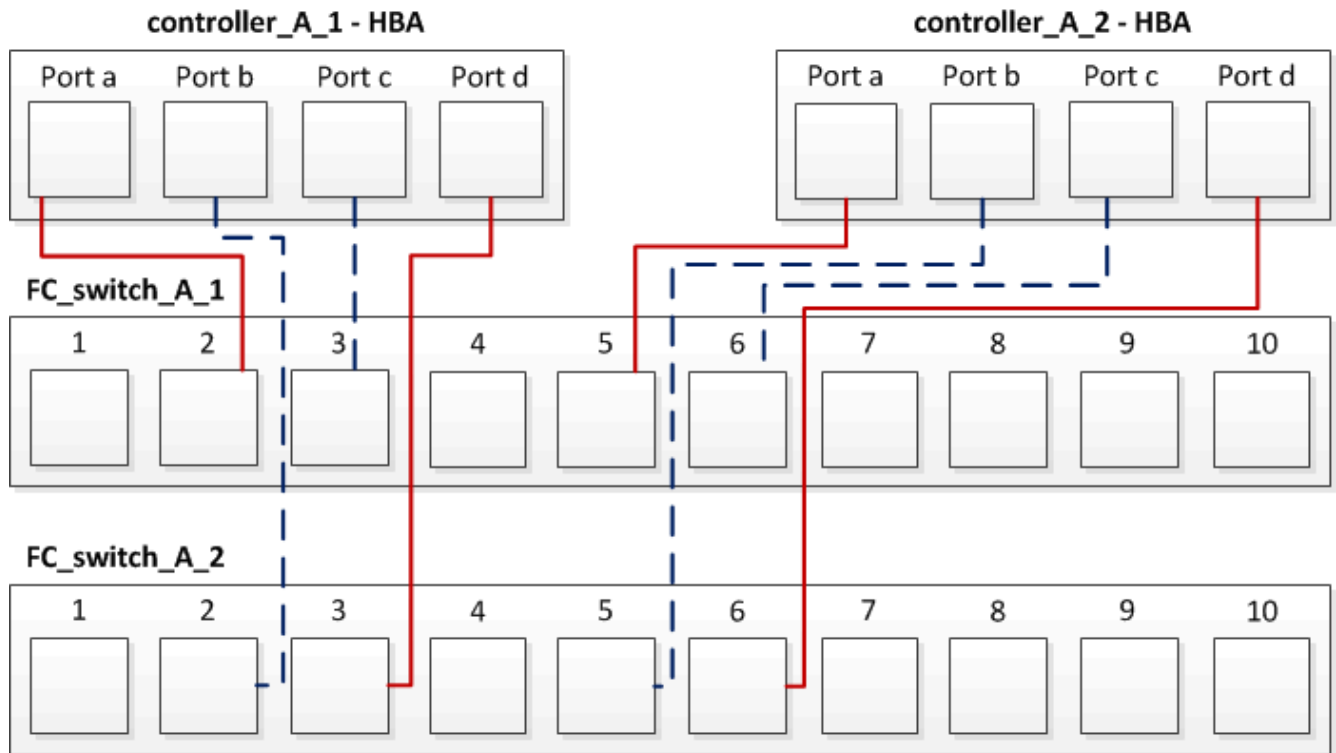 controller_A_1 - HBA
controller_A_2 - HBA
Port a Port b Port c Port d
Port a Port b Port c Port d
FC_switch_A_1
1 2 3 4 5 6 7 8 9 10
FC_switch_A_2
1 2 3 4 5 6 7 8 9 10